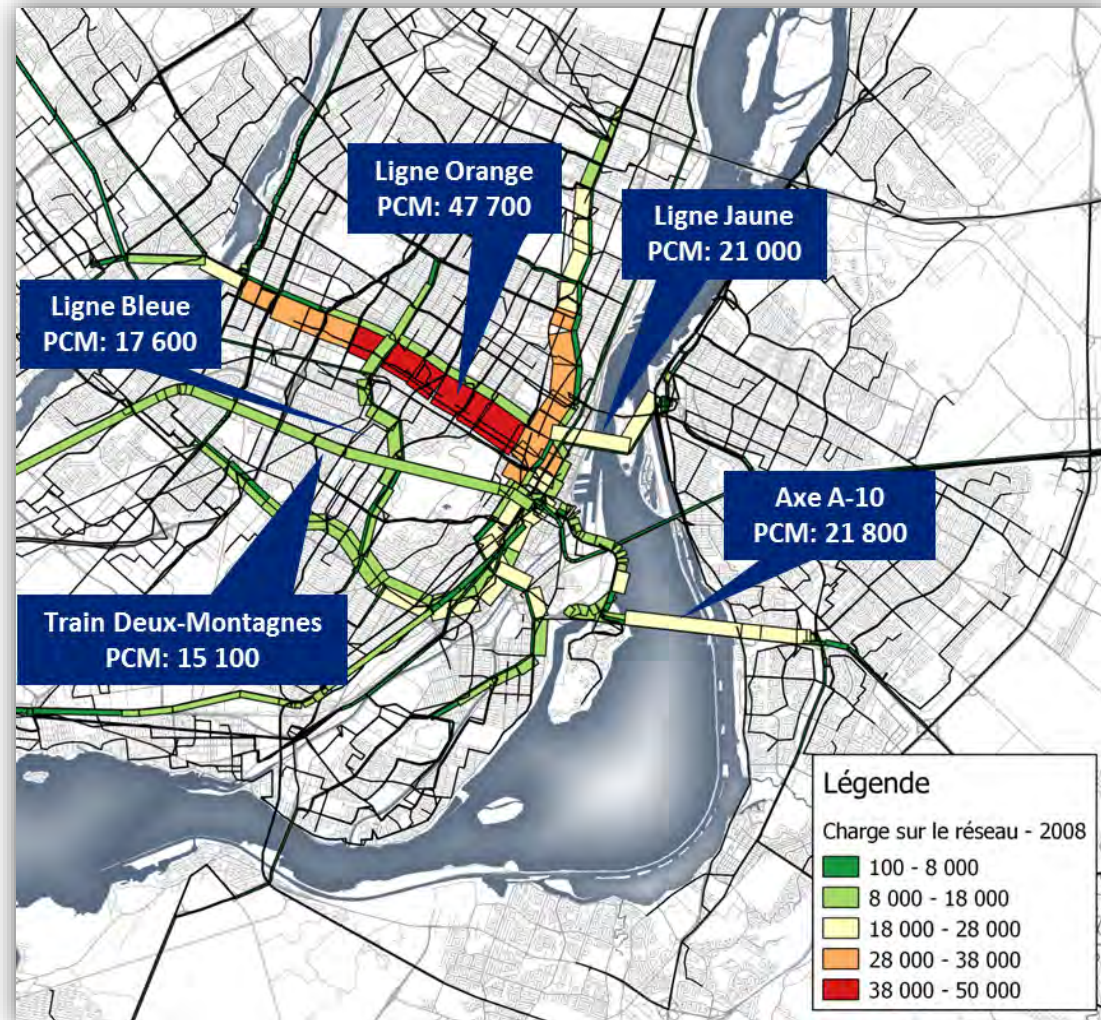 Ligne Orange
PCM: 47 700
Ligne Jaune
PCM: 21 000
Ligne Bleue
PCM: 17 600
Axe A-10
PCM: 21 800
Train Deux-Montagnes
PCM: 15 100
Légende
Charge sur le réseau - 2008
100 - 8 000
8 000 - 18 000
18 000 - 28 000
28 000 - 38 000
38 000 - 50 000